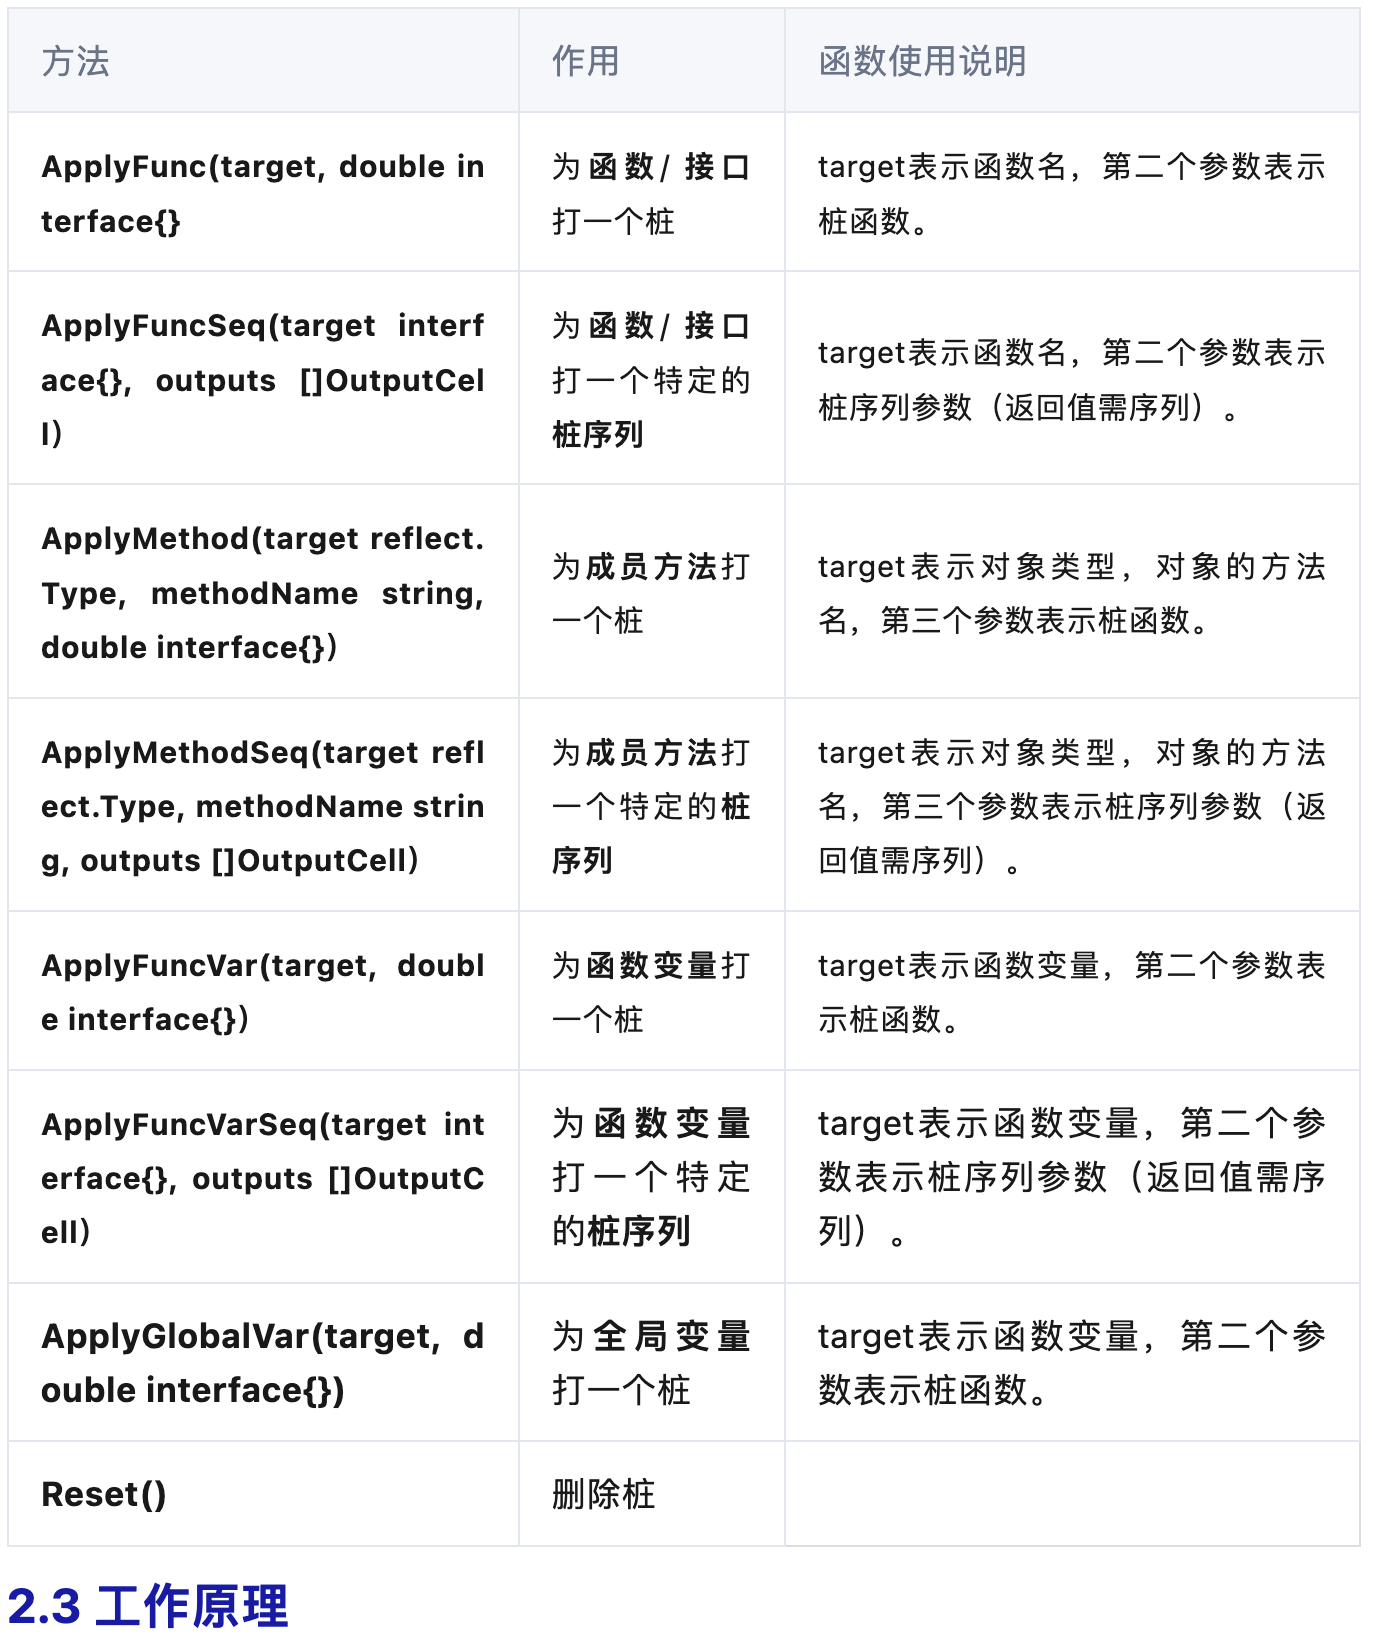 方法
作用
函数使用说明
ApplyFunc(target, double in
terface{}
为函数/ 接口
打一个桩
target表示函数名，第二个参数表示
桩函数。
ApplyFuncSeq(target interf
ace{}, outputs []OutputCel
l）
为函数/ 接口
打一个特定的
桩序列
target表示函数名，第二个参数表示
桩序列参数（返回值需序列）。
ApplyMethod(target reflect.
Type, methodName string,
double interface{}）
为成员方法打
一个桩
target表示对象类型，对象的方法
名，第三个参数表示桩函数。
ApplyMethodSeq(target refl
ect.Type, methodName strin
g, outputs []OutputCell）
为成员方法打
一个特定的桩
序列
target表示对象类型，对象的方法
名，第三个参数表示桩序列参数（返
回值需序列）。
ApplyFuncVar(target, doubl
e interface{}）
为函数变量打
一个桩
target表示函数变量，第二个参数表
示桩函数。
ApplyFuncVarSeq(target int
erface{}, outputs []OutputC
ell）
为函数变量
打一个特定
的桩序列
target表示函数变量，第二个参
数表示桩序列参数（返回值需序
列）。
ApplyGlobalVar(target, d
ouble interface{})
为全局变量
打一个桩
target表示函数变量，第二个参
数表示桩函数。
Reset()
删除桩
2.3 工作原理